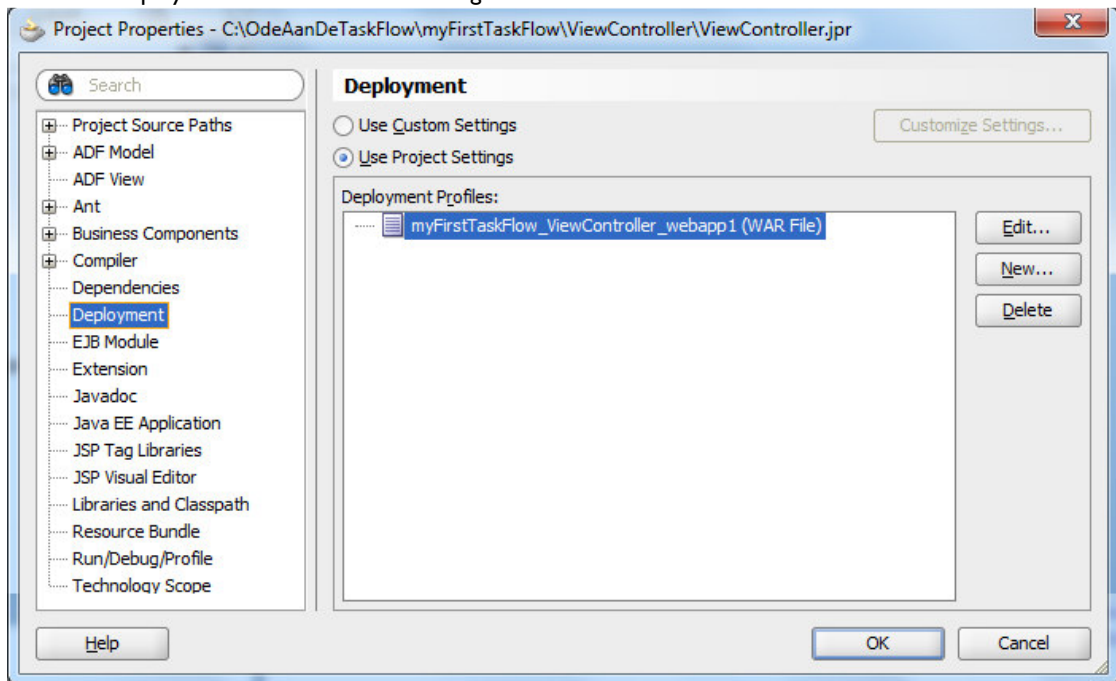 Project Properties - C:\OdeAanDeTaskFlow\myFirstTaskFlow\ViewController\ViewController.jpr
Search
Project Source Paths
ADF Model
ADF View
Ant
Business Components
Compiler
Dependencies
Deployment
EJB Module
Extension
Javadoc
Java EE Application
JSP Tag Libraries
JSP Visual Editor
Libraries and Classpath
Resource Bundle
Run/Debug/Profile
Technology Scope
Deployment
Use Custom Settings
Customize Settings...
Use Project Settings
Deployment Profiles:
myFirstTaskFlow_ViewController_webapp1 (WAR File)
Edit...
New...
Delete
Help
OK
Cancel